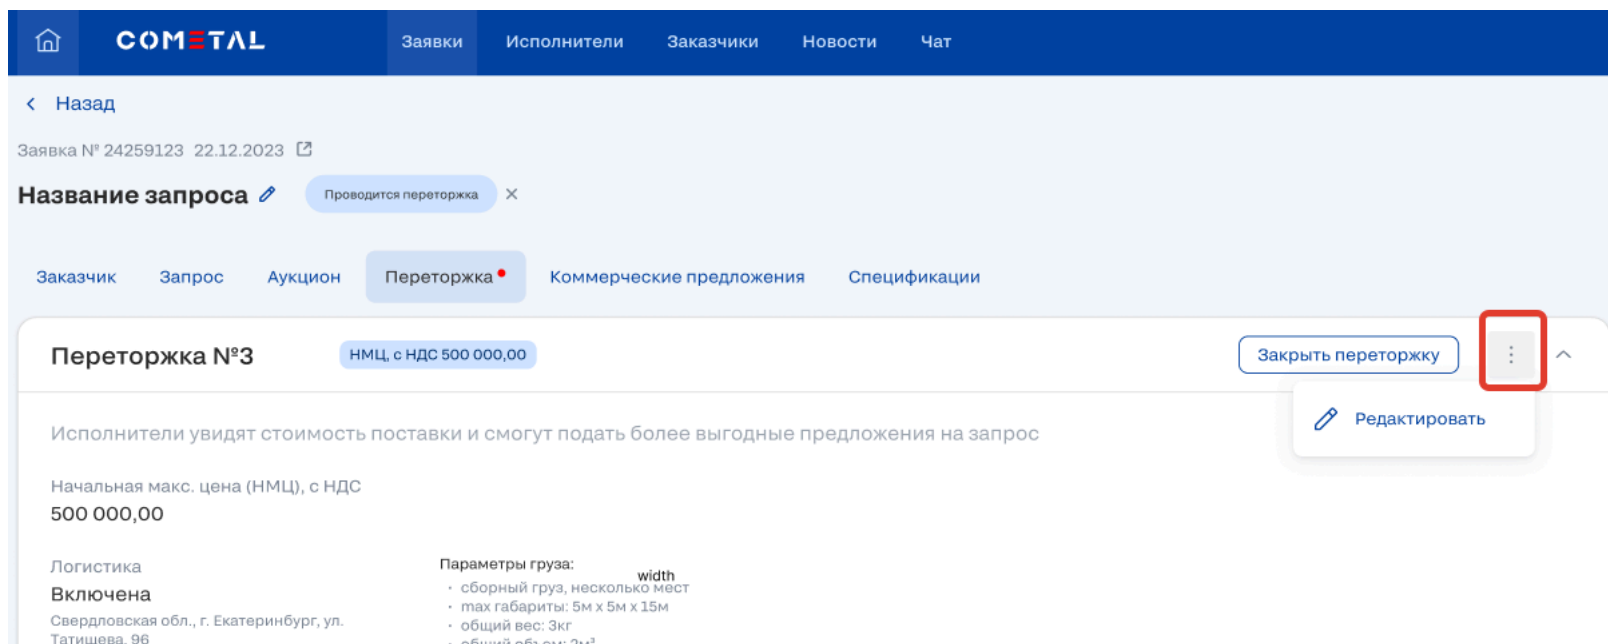 COMETAL Заявки Исполнители Заказчики Новости Чат
Назад
Заявка № 24259123 22.12.2023
Название запроса Проводится переторжка
Заказчик Запрос Аукцион Переторжка Коммерческие предложения Спецификации
Переторжка №3 НМЦ, с НДС 500 000,00 Закрыть переторжку
Редактировать
Исполнители увидят стоимость поставки и смогут подать более выгодные предложения на запрос
Начальная макс. цена (НМЦ), с НДС
500 000,00
Логистика
Включена
Свердловская обл., г. Екатеринбург, ул.
Татищева, 96
Параметры груза:
width
· сборный груз, несколько мест
· max габариты: 5м x 5м x 15м
· общий вес: 3кг
· общий объем: 2м³